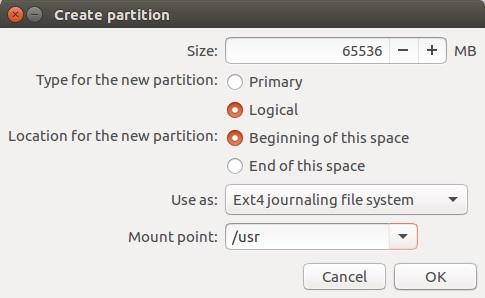 Create partition
Size: 65536 − + MB
Type for the new partition: Primary
Logical
Location for the new partition: Beginning of this space
End of this space
Use as: Ext4 journaling file system
Mount point: /usr
Cancel OK